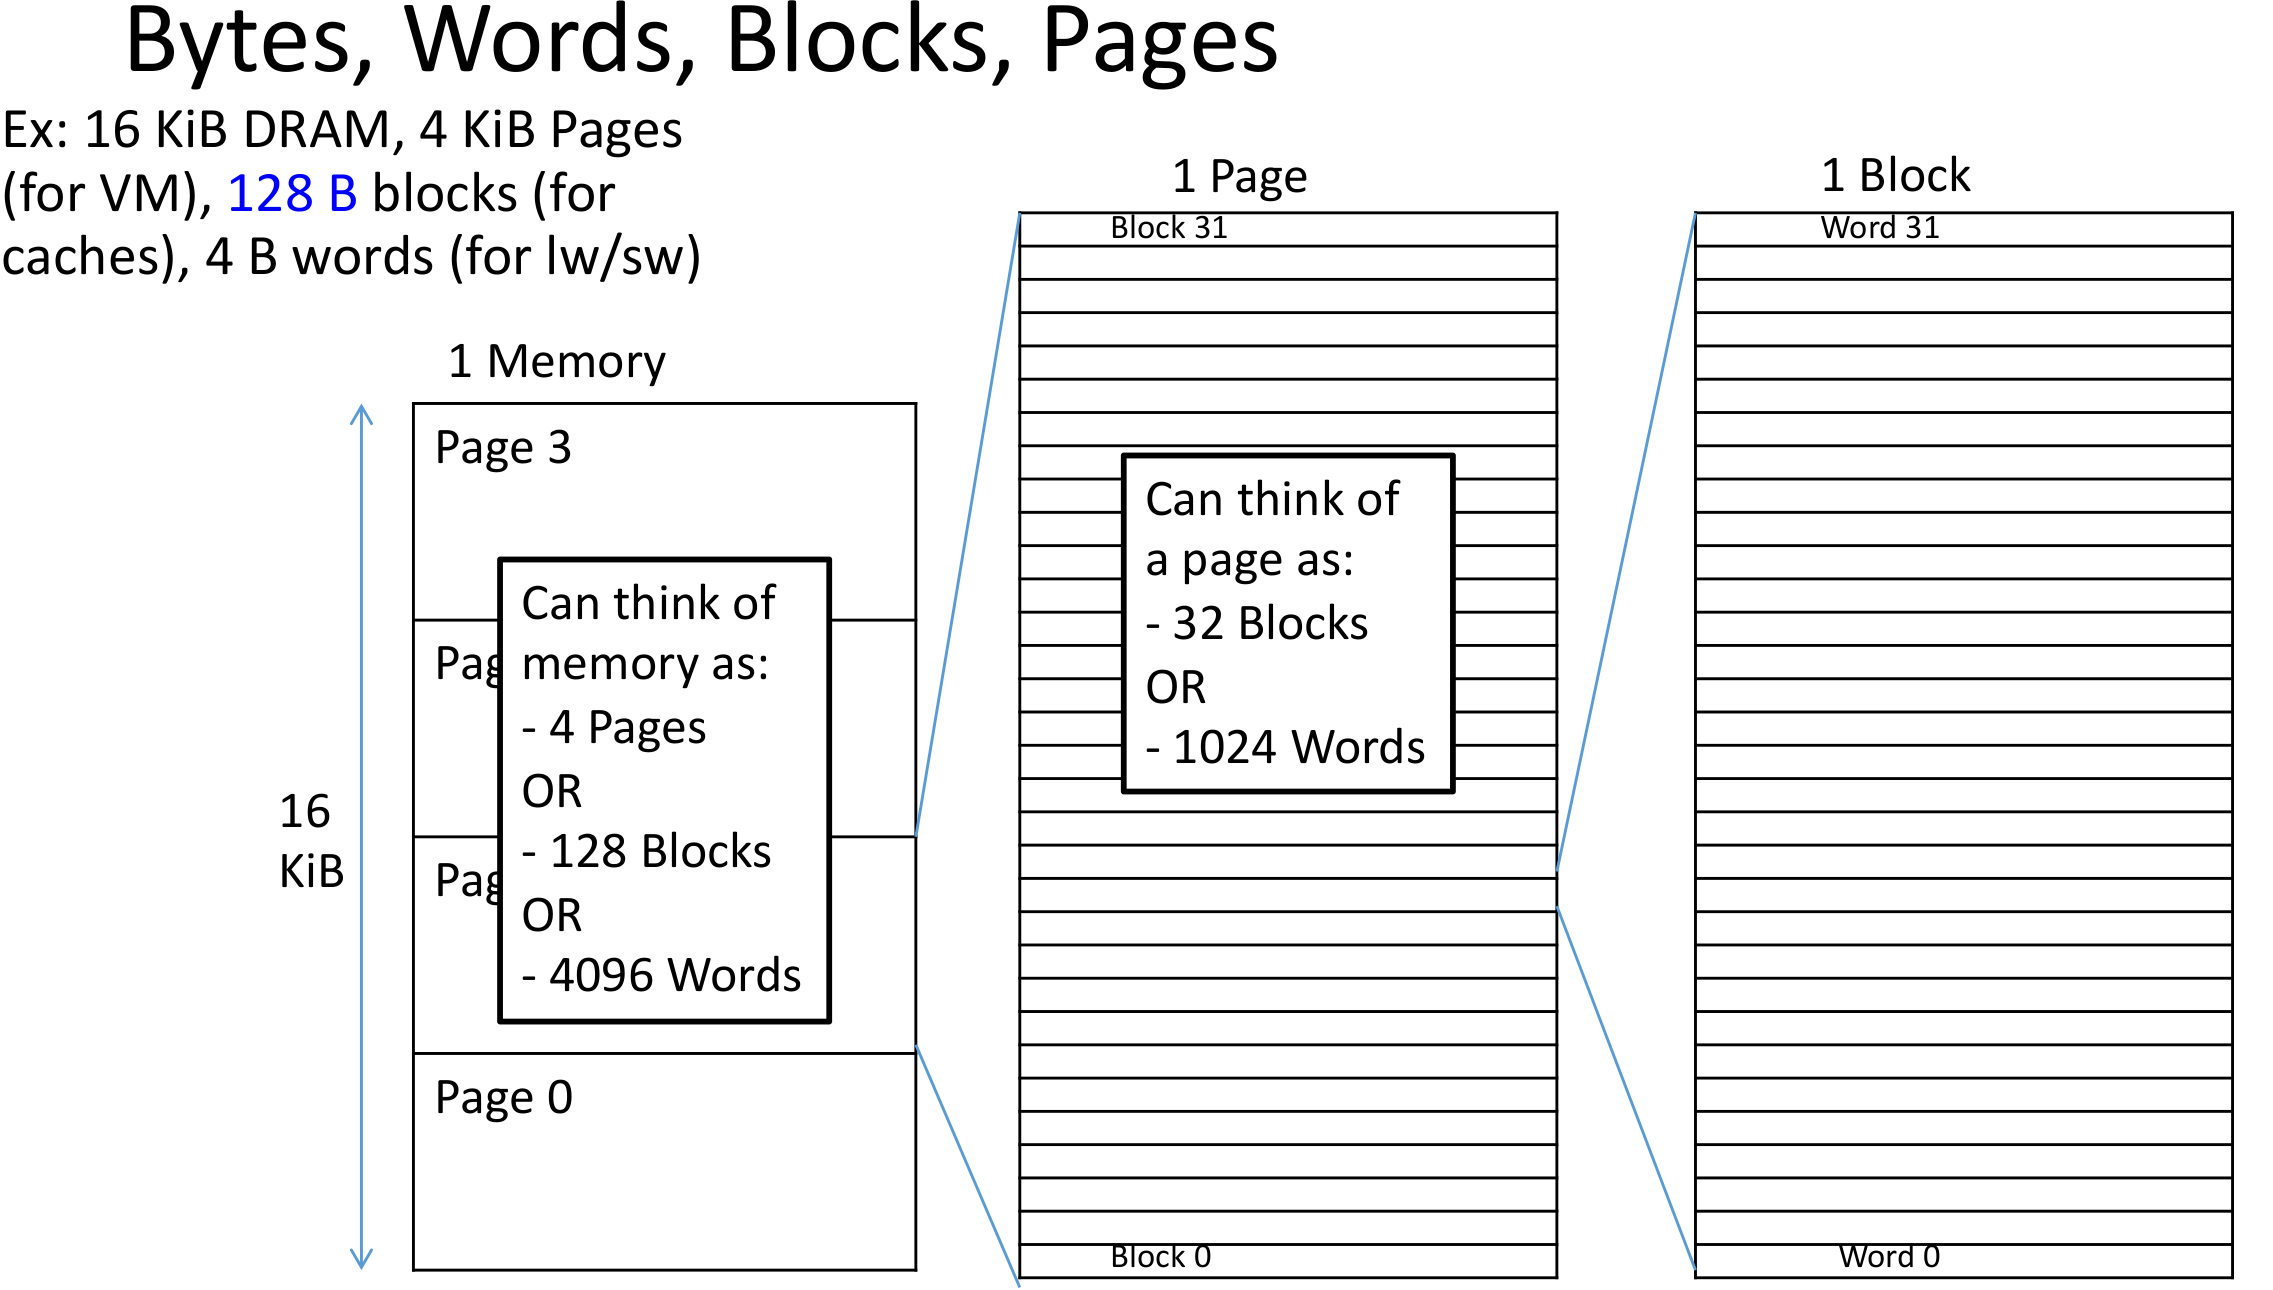 Bytes, Words, Blocks, Pages
Ex: 16 KiB DRAM, 4 KiB Pages
(for VM), 128 B blocks (for
caches), 4 B words (for lw/sw)
1 Memory
16
KiB
Page 3
Pag
Pag
Page 0
Can think of
memory as:
- 4 Pages
OR
- 128 Blocks
OR
- 4096 Words
1 Page
Block 31
Can think of
a page as:
- 32 Blocks
OR
- 1024 Words
Block 0
1 Block
Word 31
Word 0